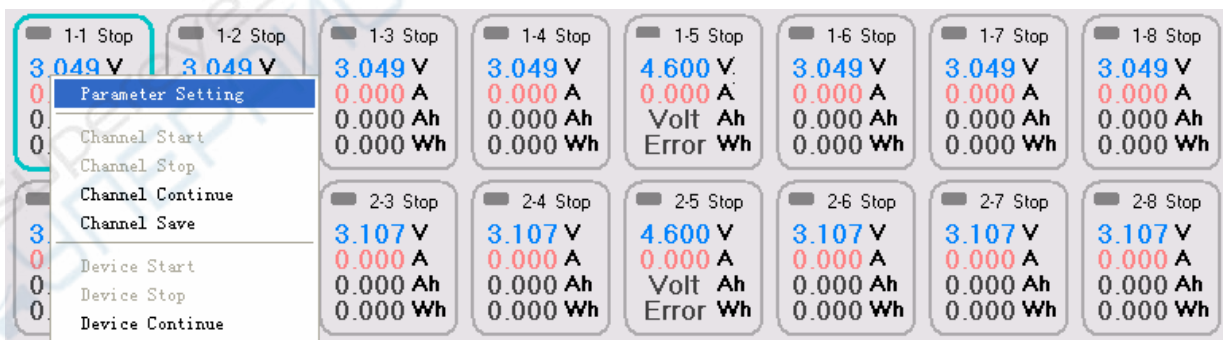 1-1 Stop 1-2 Stop 1-3 Stop 1-4 Stop 1-5 Stop 1-6 Stop 1-7 Stop 1-8 Stop
3.049 V 3.049 V 3.049 V 3.049 V 4.600 V 3.049 V 3.049 V 3.049 V
Parameter Setting
0.000 A 0.000 A 0.000 A 0.000 A 0.000 A 0.000 A
0.000 Ah 0.000 Ah Volt Ah 0.000 Ah 0.000 Ah 0.000 Ah
Channel Start
0.000 Wh 0.000 Wh Error Wh 0.000 Wh 0.000 Wh 0.000 Wh
Channel Stop
Channel Continue
2-3 Stop 2-4 Stop 2-5 Stop 2-6 Stop 2-7 Stop 2-8 Stop
Channel Save
3.107 V 3.107 V 4.600 V 3.107 V 3.107 V 3.107 V
Device Start
0.000 A 0.000 A 0.000 A 0.000 A 0.000 A 0.000 A
0.000 Ah 0.000 Ah Volt Ah 0.000 Ah 0.000 Ah 0.000 Ah
Device Stop
0.000 Wh 0.000 Wh Error Wh 0.000 Wh 0.000 Wh 0.000 Wh
Device Continue